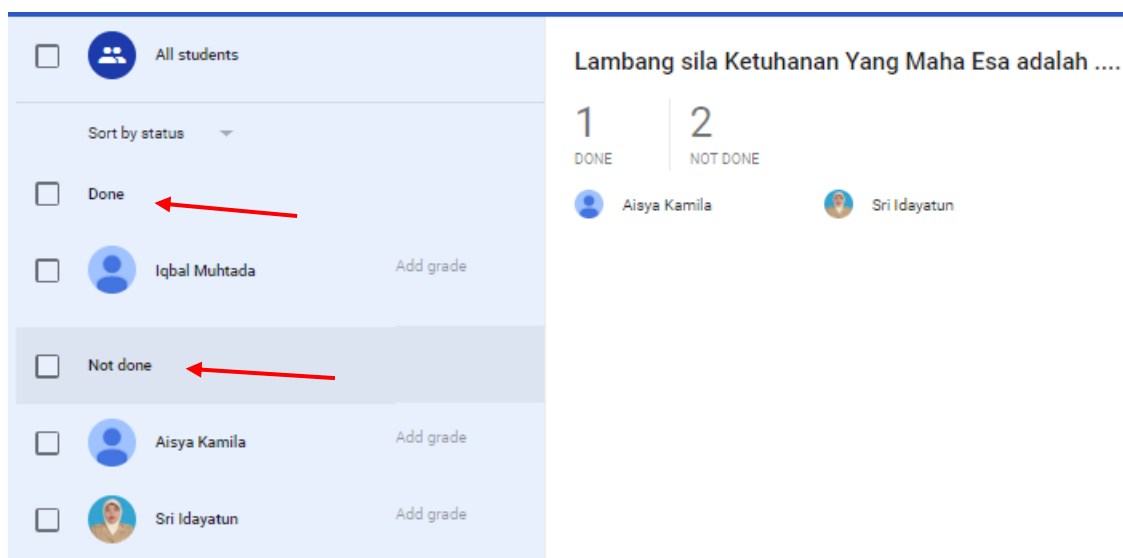 All students
Sort by status
Done
Iqbal Muhtada Add grade
Not done
Aisya Kamila Add grade
Sri Idayatun Add grade
Lambang sila Ketuhanan Yang Maha Esa adalah ....
1 2
DONE NOT DONE
Aisya Kamila Sri Idayatun